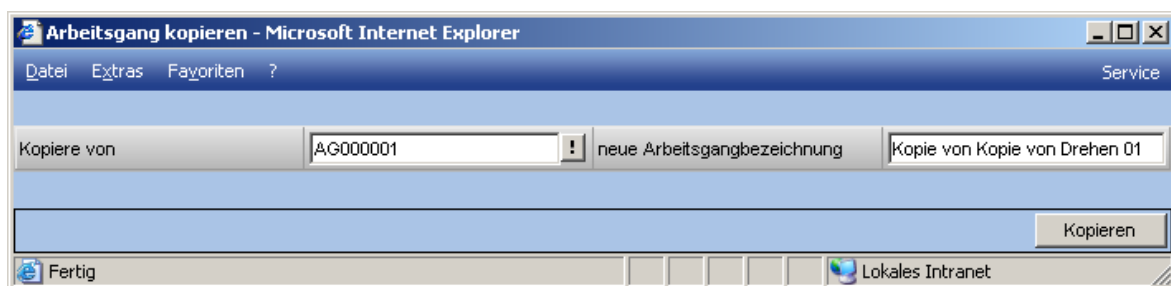 Arbeitsgang kopieren - Microsoft Internet Explorer
Datei Extras Favoriten ? Service
Kopiere von AG000001 ! neue Arbeitsgangbezeichnung Kopie von Kopie von Drehen 01
Kopieren
Fertig Lokales Intranet